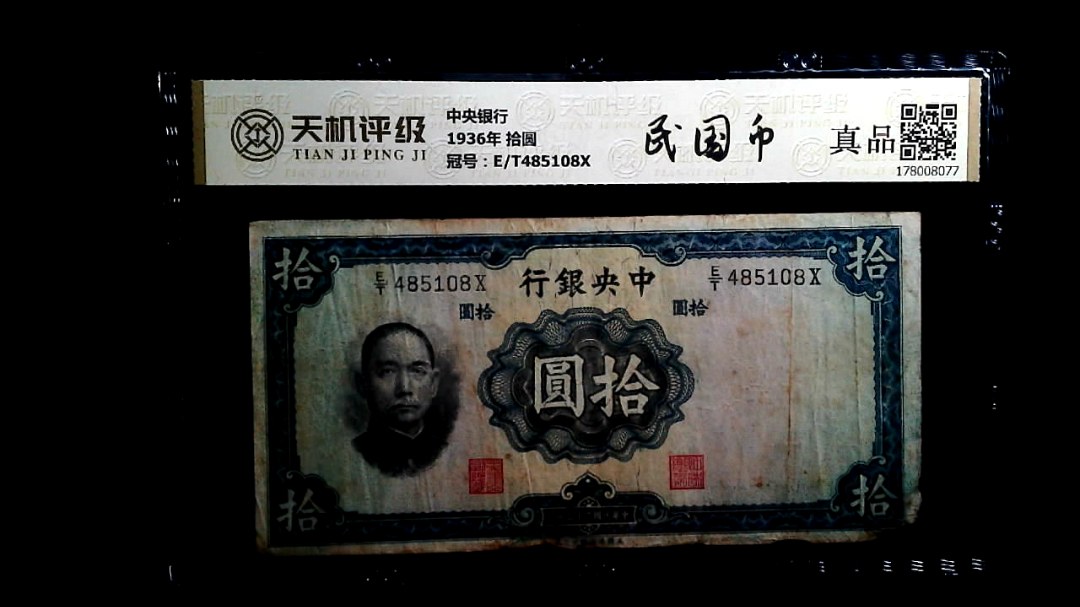 天机评级
TIAN JI PING JI
中央银行
1936年 拾圆
冠号：E/T485108X
民国币
真品
178008077
拾
拾
E/T 485108X
行銀央中
E/T 485108X
圓拾
圓拾
圓拾
拾
拾